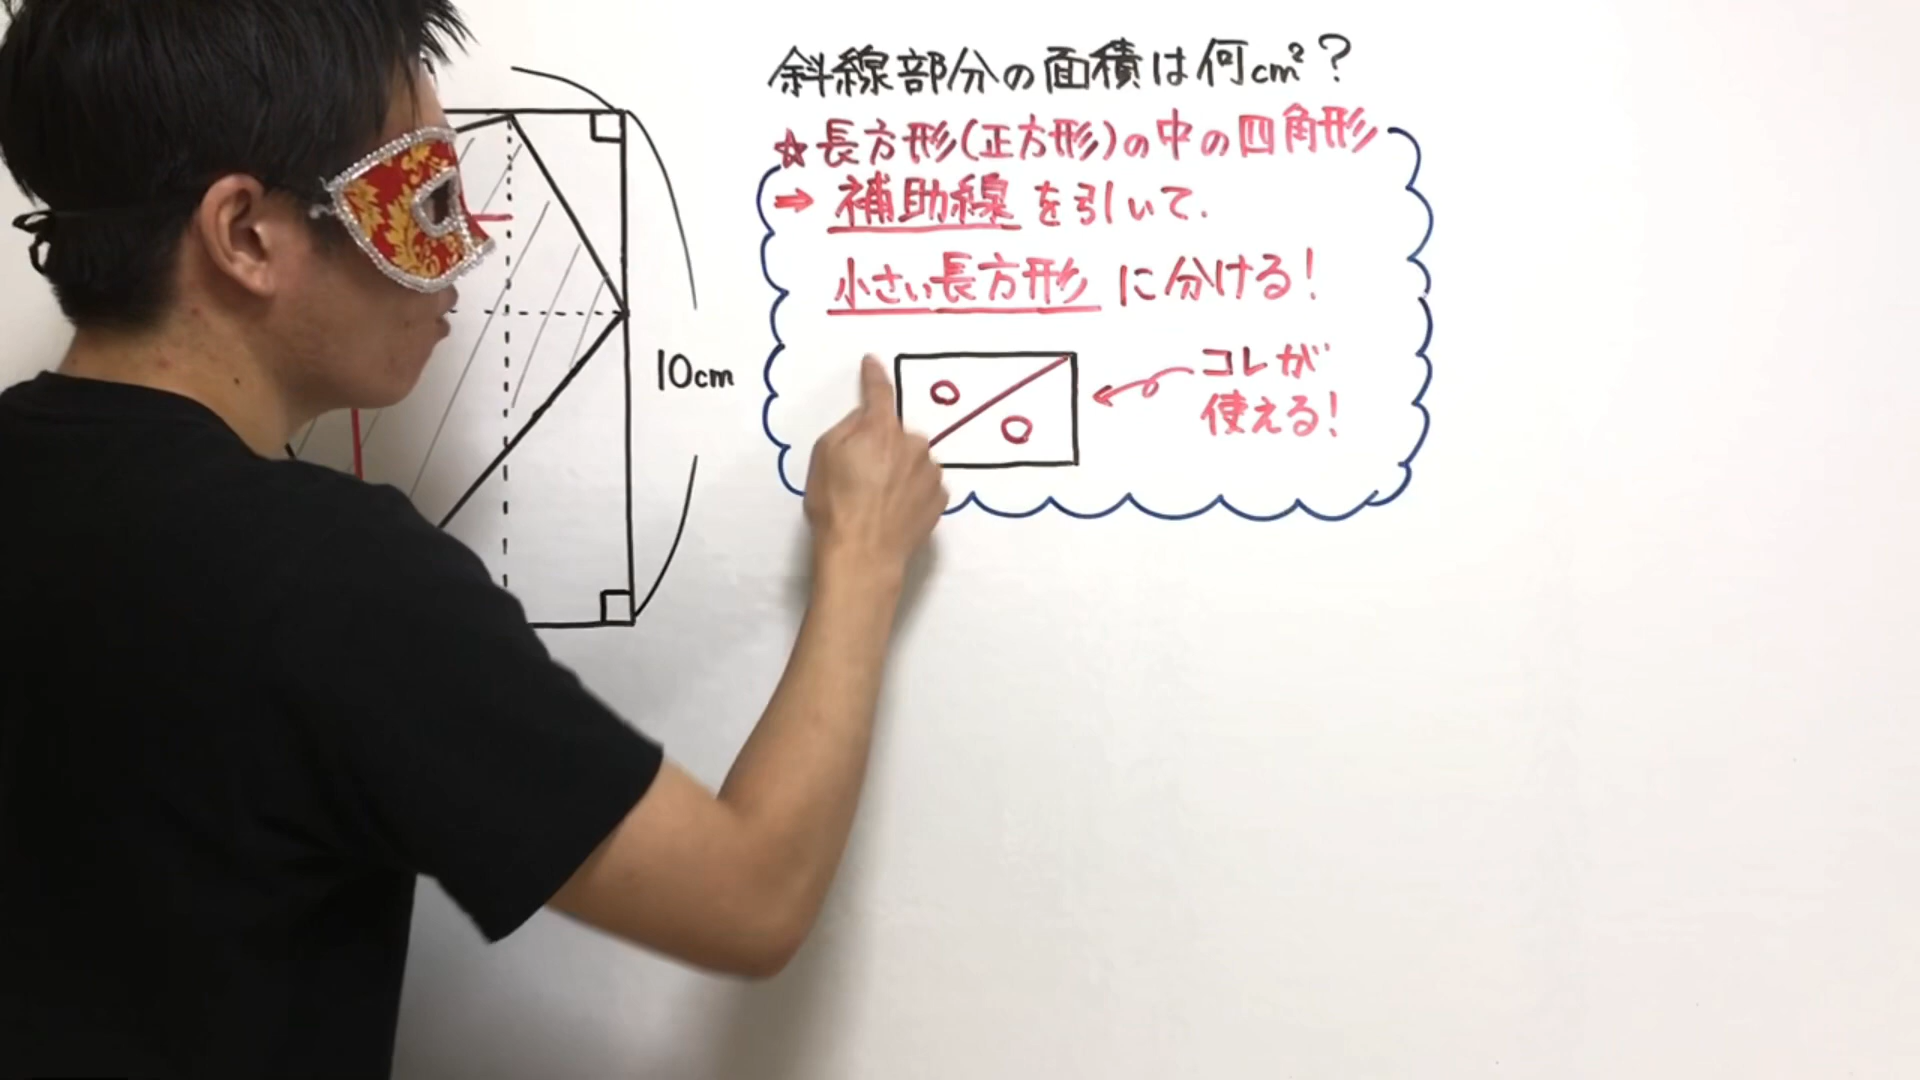 斜線部分の面積は何cm²?
☆長方形(正方形)の中の四角形
→ 補助線を引いて.
小さい長方形に分ける!
コレが
使える!
10cm